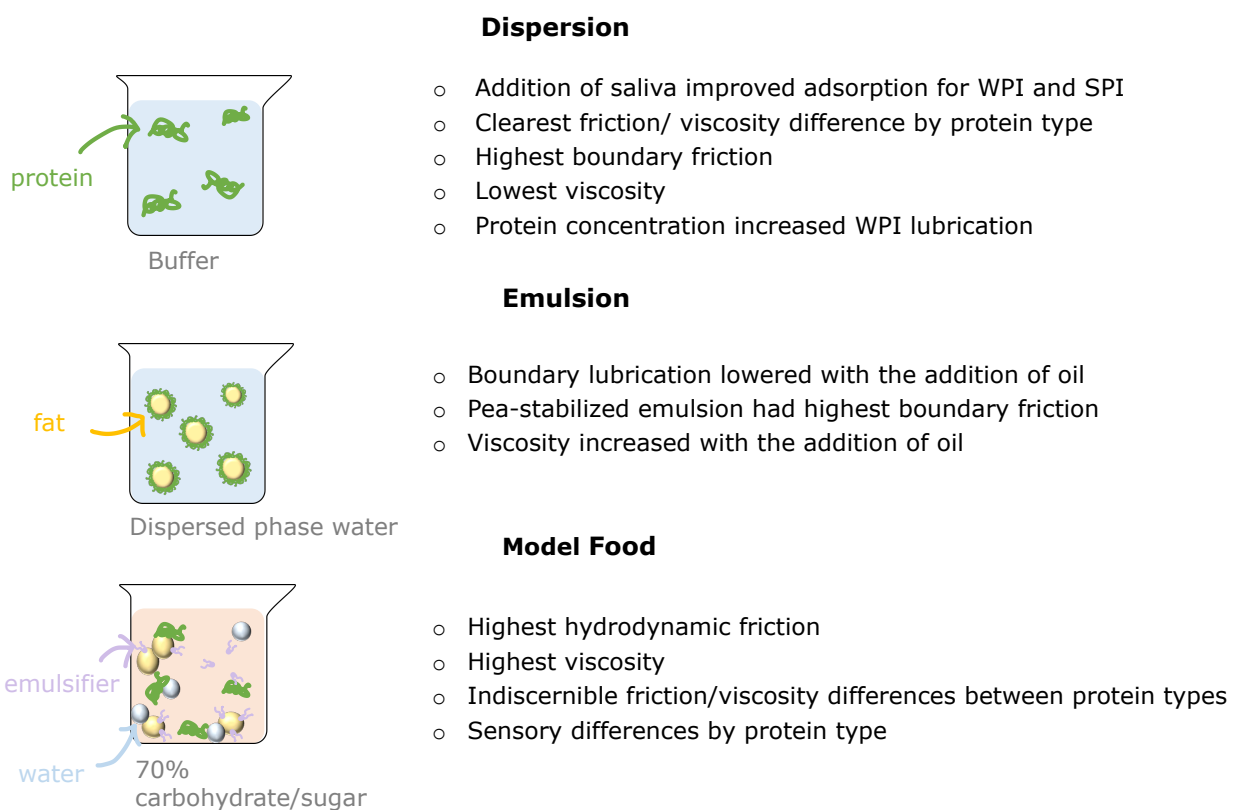 Dispersion
protein
Buffer
o Addition of saliva improved adsorption for WPI and SPI
o Clearest friction/ viscosity difference by protein type
o Highest boundary friction
o Lowest viscosity
o Protein concentration increased WPI lubrication
Emulsion
fat
Dispersed phase water
o Boundary lubrication lowered with the addition of oil
o Pea-stabilized emulsion had highest boundary friction
o Viscosity increased with the addition of oil
Model Food
emulsifier
water
70%
carbohydrate/sugar
o Highest hydrodynamic friction
o Highest viscosity
o Indiscernible friction/viscosity differences between protein types
o Sensory differences by protein type